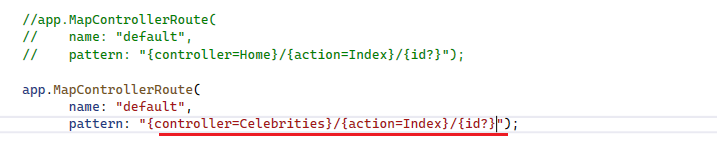 //app.MapControllerRoute(
//    name: "default",
//    pattern: "{controller=Home}/{action=Index}/{id?}");
app.MapControllerRoute(
      name: "default",
      pattern: "{controller=Celebrities}/{action=Index}/{id?}");